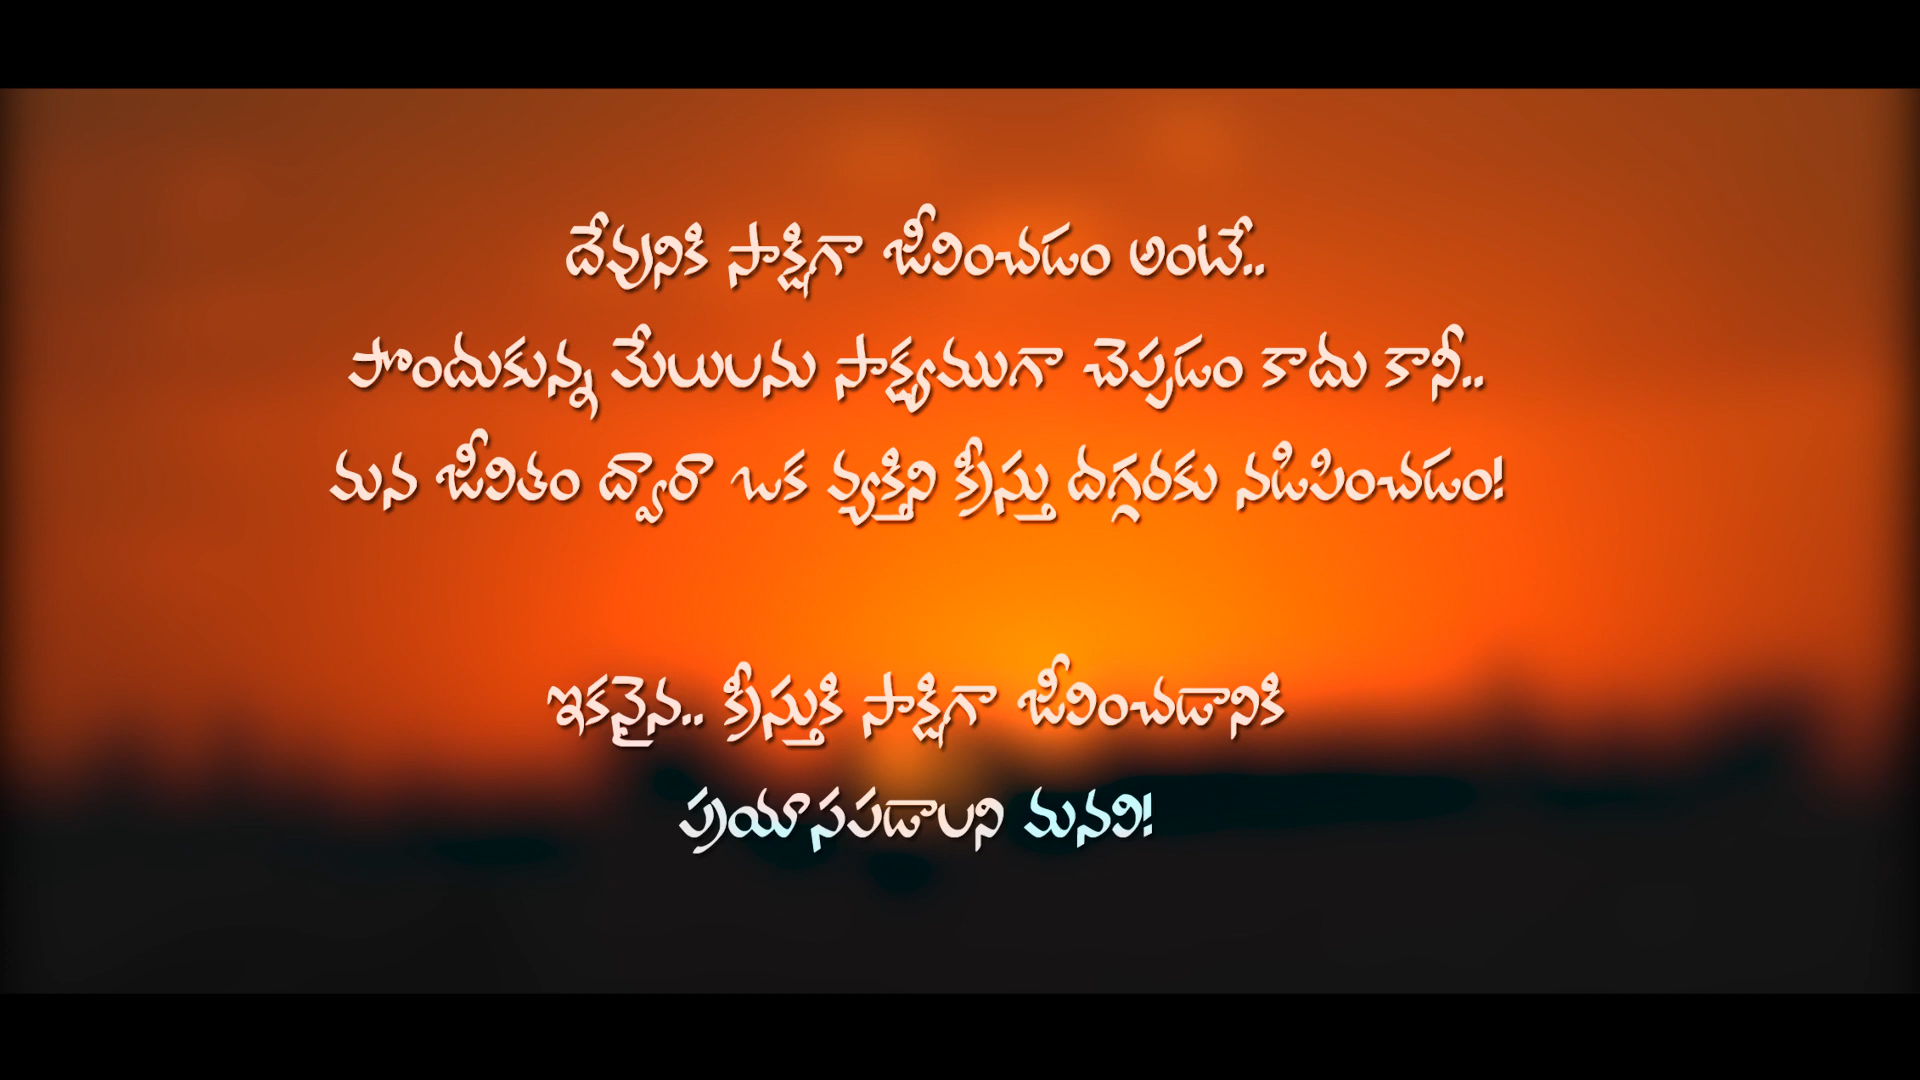 దేవునికి సాక్షిగా జీవించడం అంటే..
పొందుకున్న మేలులను సాక్ష్యముగా చెప్పడం కాదు కానీ..
మన జీవితం ద్వారా ఒక వ్యక్తిని క్రీస్తు దగ్గరకు నడిపించడం!
ఇకనైన.. క్రీస్తుకి సాక్షిగా జీవించడానికి
ప్రయాసపడాలని మనవి!